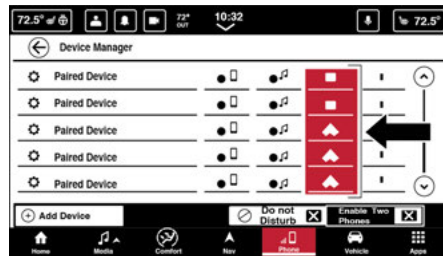 72.5° 72° OUT 10:32 72.5°
Device Manager
Paired Device
Paired Device
Paired Device
Paired Device
Paired Device
Add Device Do not Disturb Enable Two Phones
Home Media Comfort Nav Phone Vehicle Apps